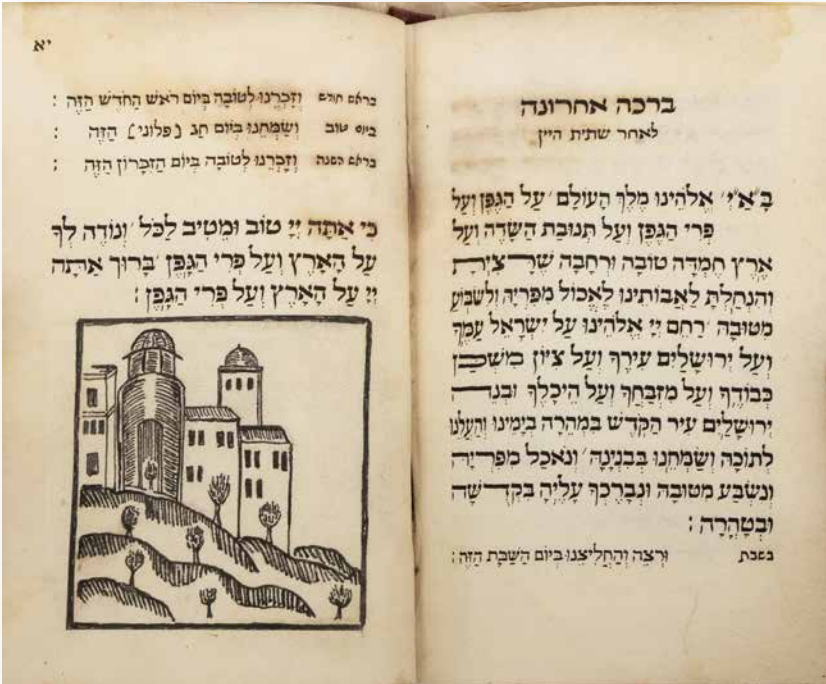 ברכה אחרונה
לאחר שתית היין
בָּ״אַ״יְ אֱלֹהֵינוּ מֶלֶךְ הָעוֹלָם ׳ עַל הַגֶּפֶן וְעַל
פְּרִי הַגֶּפֶן וְעַל תְּנוּבַת הַשָּׂדֶה וְעַל
אֶרֶץ חֶמְדָּה טוֹבָה וּרְחָבָה שֶׁרָצִיתָ
וְהִנְחַלְתָּ לַאֲבוֹתֵינוּ לֶאֱכוֹל מִפִּרְיָהּ וְלִשְׂבּוֹעַ
מִטּוּבָהּ ׳ רַחֵם יְיָ אֱלֹהֵינוּ עַל יִשְׂרָאֵל עַמֶּךָ
וְעַל יְרוּשָׁלַיִם עִירֶךָ וְעַל צִיּוֹן מִשְׁכַּן
כְּבוֹדֶךָ וְעַל מִזְבַּחֲךָ וְעַל הֵיכָלֶךָ וּבְנֵה
יְרוּשָׁלַיִם עִיר הַקֹּדֶשׁ בִּמְהֵרָה בְיָמֵינוּ וְהַעֲלֵנוּ
לְתוֹכָהּ וְשַׂמְּחֵנוּ בְּבִנְיָנָהּ ׳ וְנֹאכַל מִפִּרְיָהּ
וְנִשְׂבַּע מִטּוּבָהּ וּנְבָרֶכְךָ עָלֶיהָ בִּקְדֻשָּׁה
וּבְטָהֳרָה :
בשבת וּרְצֵה וְהַחֲלִיצֵנוּ בְּיוֹם הַשַּׁבָּת הַזֶּה :
יא
בראש חודש וְזָכְרֵנוּ לְטוֹבָה בְּיוֹם רֹאשׁ הַחֹדֶשׁ הַזֶּה :
ביום טוב וְשַׂמְּחֵנוּ בְּיוֹם חַג (פלוני) הַזֶּה :
בראש השנה וְזָכְרֵנוּ לְטוֹבָה בְּיוֹם הַזִּכָּרוֹן הַזֶּה :
כִּי אַתָּה יְיָ טוֹב וּמֵטִיב לַכֹּל ׳ וְנוֹדֶה לְךָ
עַל הָאָרֶץ וְעַל פְּרִי הַגָּפֶן ׳ בָּרוּךְ אַתָּה
יְיָ עַל הָאָרֶץ וְעַל פְּרִי הַגָּפֶן :